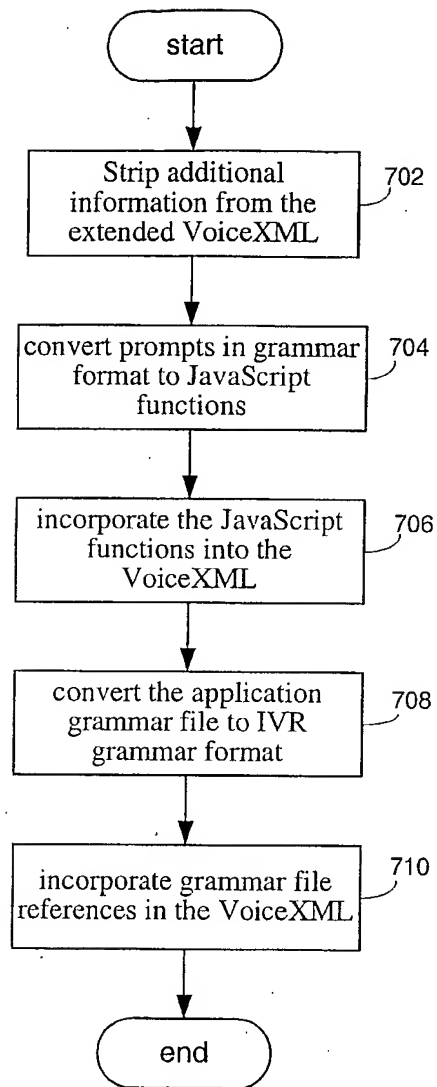 start
Strip additional
information from the
extended VoiceXML
702
convert prompts in grammar
format to JavaScript
functions
704
incorporate the JavaScript
functions into the
VoiceXML
706
convert the application
grammar file to IVR
grammar format
708
incorporate grammar file
references in the VoiceXML
710
end